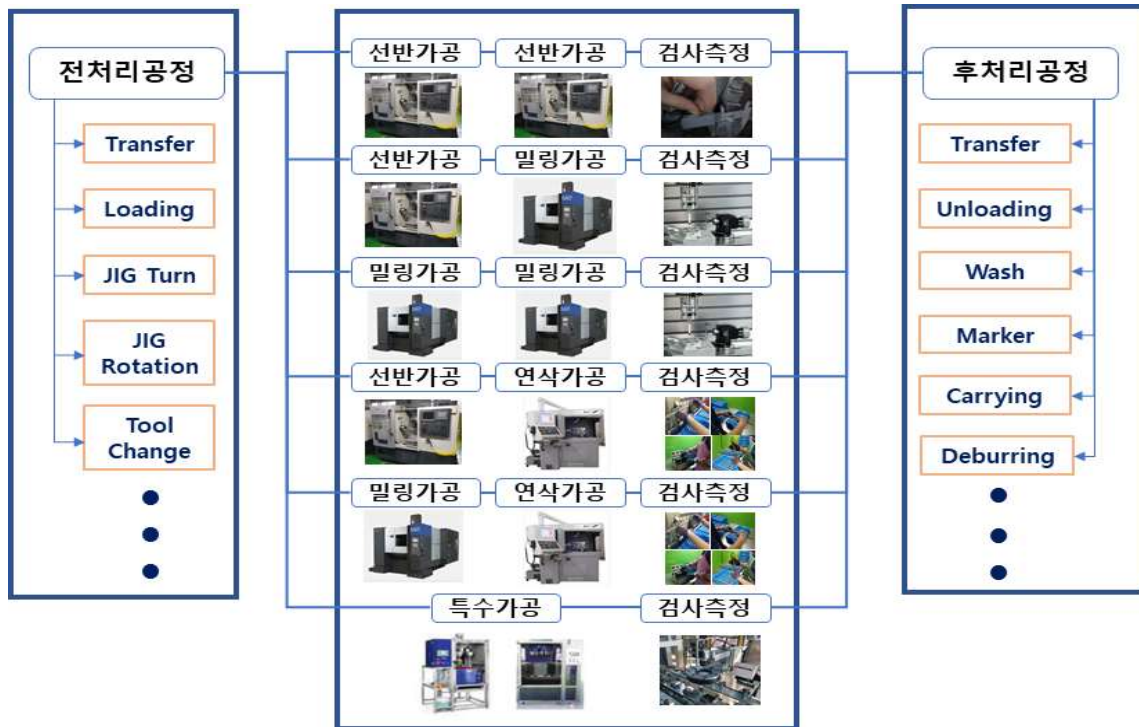 전처리공정
Transfer
Loading
JIG Turn
JIG
Rotation
Tool
Change
선반가공 선반가공 검사측정
선반가공 밀링가공 검사측정
밀링가공 밀링가공 검사측정
선반가공 연삭가공 검사측정
밀링가공 연삭가공 검사측정
특수가공 검사측정
후처리공정
Transfer
Unloading
Wash
Marker
Carrying
Deburring